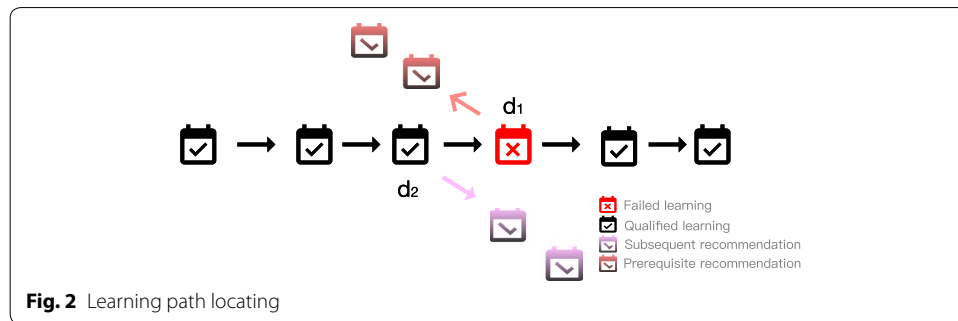 d1
d2
Failed learning
Qualified learning
Subsequent recommendation
Prerequisite recommendation
Fig. 2 Learning path locating